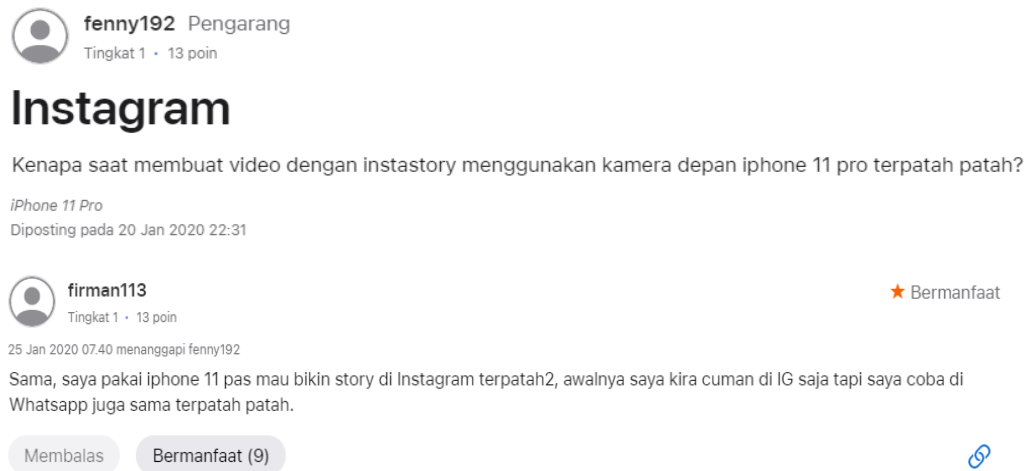 fenny192 Pengarang
Tingkat 1 • 13 poin
Instagram
Kenapa saat membuat video dengan instastory menggunakan kamera depan iphone 11 pro terpatah patah?
iPhone 11 Pro
Diposting pada 20 Jan 2020 22:31
firman113
★ Bermanfaat
Tingkat 1 • 13 poin
25 Jan 2020 07.40 menanggapi fenny192
Sama, saya pakai iphone 11 pas mau bikin story di Instagram terpatah2, awalnya saya kira cuman di IG saja tapi saya coba di
Whatsapp juga sama terpatah patah.
Membalas Bermanfaat (9)